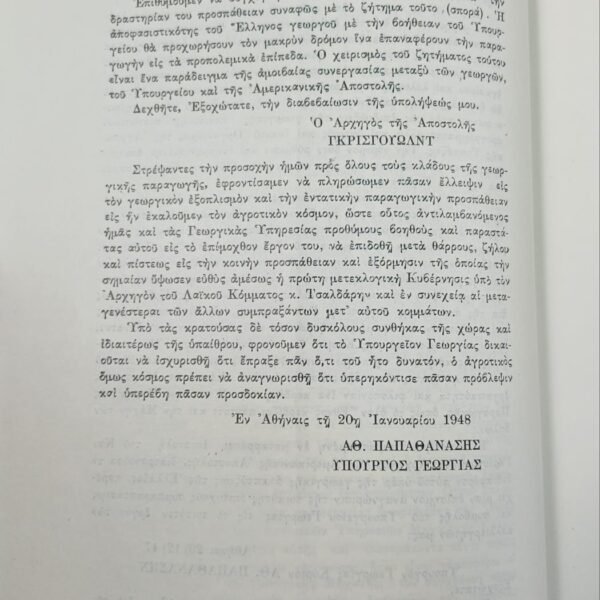 δραστηρίαν του προσπάθειαν συναφῶς μὲ τὸ ζήτημα τοῦτο (σπορά). Ἡ
ἀποφασιστικότης τοῦ Ἕλληνος γεωργοῦ μὲ τὴν βοήθειαν τοῦ Ὑπουρ-
γείου θὰ προχωρήσουν τὸν μακρὺν δρόμον ἵνα ἐπαναφέρουν τὴν παρα-
γωγὴν εἰς τὰ προπολεμικὰ ἐπίπεδα. Ὁ χειρισμὸς τοῦ ζητήματος τούτου
εἶναι ἕνα παράδειγμα τῆς ἀμοιβαίας συνεργασίας μεταξὺ τῶν γεωργῶν,
τοῦ Ὑπουργείου καὶ τῆς Ἀμερικανικῆς Ἀποστολῆς.
Δεχθῆτε, Ἐξοχώτατε, τὴν διαβεβαίωσιν τῆς ὑπολήψεώς μου.
Ὁ Ἀρχηγὸς τῆς Ἀποστολῆς
ΓΚΡΙΣΓΟΥΩΛΝΤ
Στρέψαντες τὴν προσοχὴν ἡμῶν πρὸς ὅλους τοὺς κλάδους τῆς γεωρ-
γικῆς παραγωγῆς, ἐφροντίσαμεν νὰ πληρώσωμεν πᾶσαν ἔλλειψιν εἰς
τὸν γεωργικὸν ἐξοπλισμὸν καὶ τὴν ἐντατικὴν παραγωγικὴν προσπάθειαν
εἰς ἣν ἐκαλοῦμεν τὸν ἀγροτικὸν κόσμον, ὥστε οὗτος ἀντιλαμβανόμενος
ἡμᾶς καὶ τὰς Γεωργικὰς Ὑπηρεσίας προθύμους βοηθοὺς καὶ παραστά-
τας αὐτοῦ εἰς τὸ ἐπίμοχθον ἔργον του, νὰ ἐπιδοθῇ μετὰ θάρρους, ζήλου
καὶ πίστεως εἰς τὴν κοινὴν προσπάθειαν καὶ ἐξόρμησιν τῆς ὁποίας τὴν
σημαίαν ὕψωσεν εὐθὺς ἀμέσως ἡ πρώτη μετεκλογικὴ Κυβέρνησις ὑπὸ τὸν
Ἀρχηγὸν τοῦ Λαϊκοῦ Κόμματος κ. Τσαλδάρην καὶ ἐν συνεχείᾳ αἱ μετα-
γενέστεραι τῶν ἄλλων συμπραξάντων μετ' αὐτοῦ κομμάτων.
Ὑπὸ τὰς κρατούσας δὲ τόσον δυσκόλους συνθήκας τῆς χώρας καὶ
ἰδιαιτέρως τῆς ὑπαίθρου, φρονοῦμεν ὅτι τὸ Ὑπουργεῖον Γεωργίας δικαι-
οῦται νὰ ἰσχυρισθῇ ὅτι ἔπραξε πᾶν ὅ,τι τοῦ ἦτο δυνατόν, ὁ ἀγροτικὸς
ὅμως κόσμος πρέπει νὰ ἀναγνωρισθῇ ὅτι ὑπερηκόντισε πᾶσαν πρόβλεψιν
καὶ ὑπερέβη πᾶσαν προσδοκίαν.
Ἐν Ἀθήναις τῇ 20ῃ Ἰανουαρίου 1948
ΑΘ. ΠΑΠΑΘΑΝΑΣΗΣ
ΥΠΟΥΡΓΟΣ ΓΕΩΡΓΙΑΣ